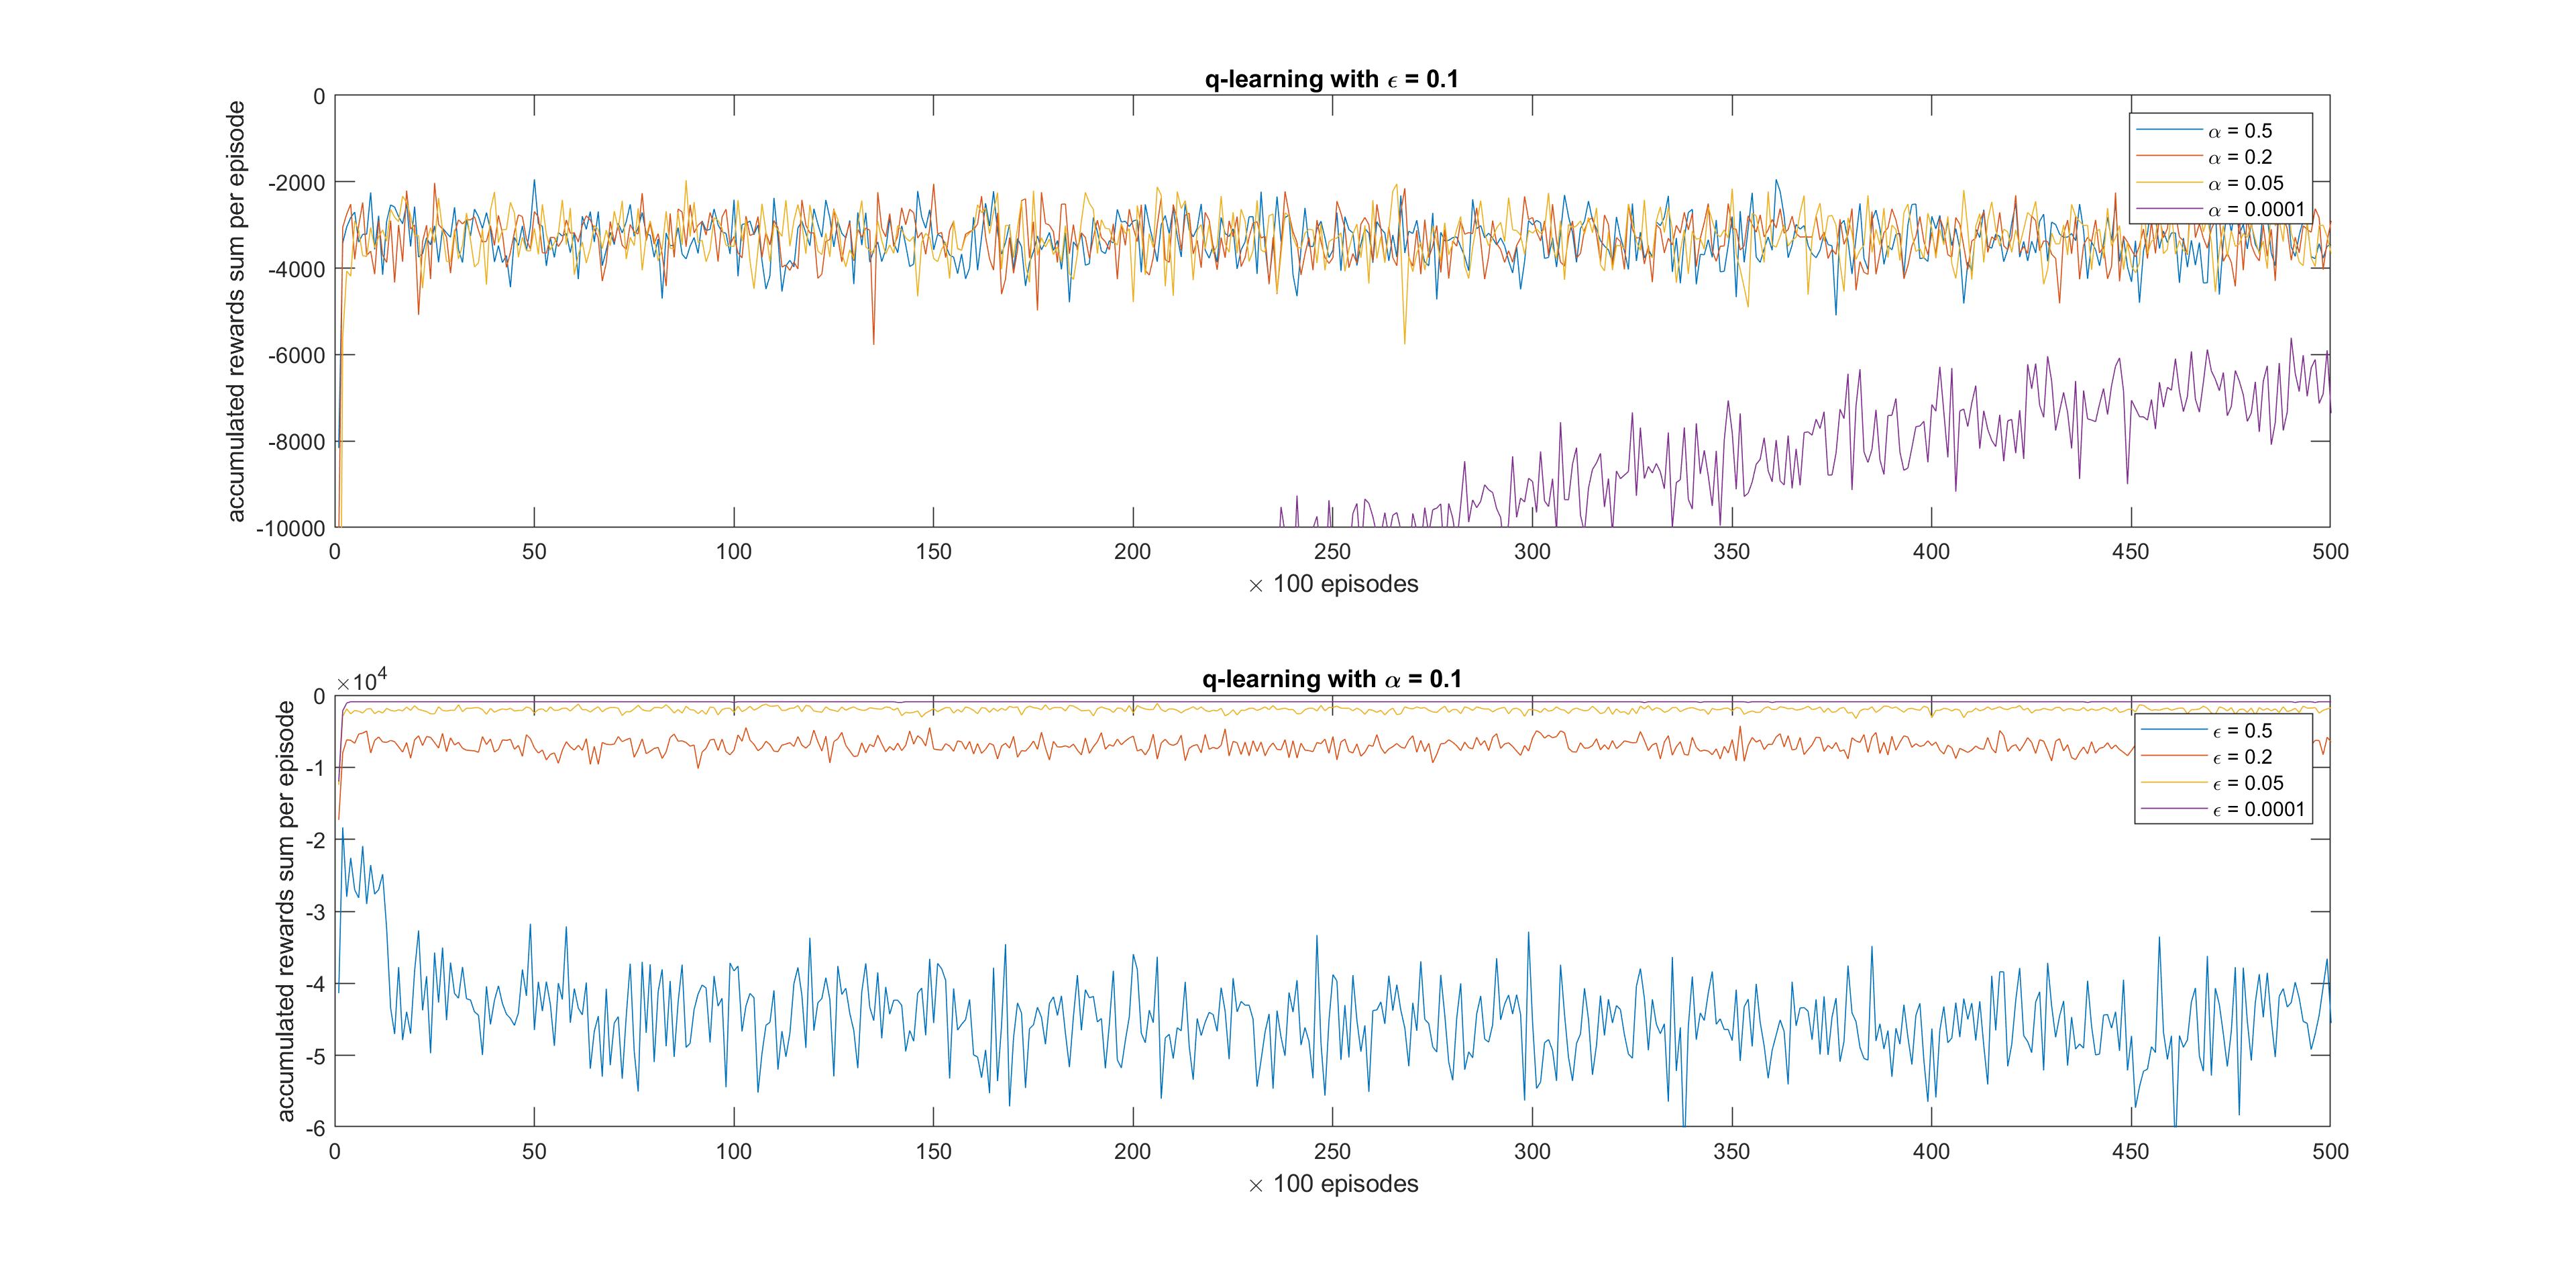 q-learning with ϵ = 0.1
accumulated rewards sum per episode
0
-2000
-4000
-6000
-8000
-10000
α = 0.5
α = 0.2
α = 0.05
α = 0.0001
0 50 100 150 200 250 300 350 400 450 500
× 100 episodes
×10⁴
q-learning with α = 0.1
accumulated rewards sum per episode
0
-1
-2
-3
-4
-5
-6
ϵ = 0.5
ϵ = 0.2
ϵ = 0.05
ϵ = 0.0001
0 50 100 150 200 250 300 350 400 450 500
× 100 episodes